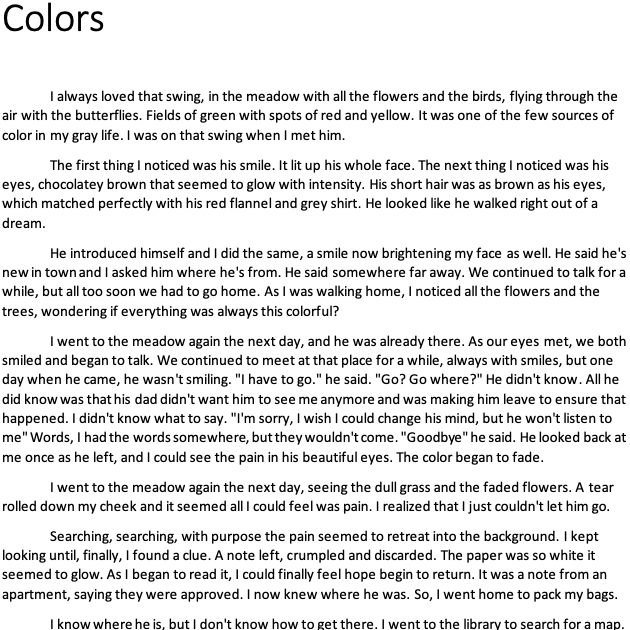 Colors
I always loved that swing, in the meadow with all the flowers and the birds, flying through the
air with the butterflies. Fields of green with spots of red and yellow. It was one of the few sources of
color in my gray life. I was on that swing when I met him.
The first thing I noticed was his smile. It lit up his whole face. The next thing I noticed was his
eyes, chocolatey brown that seemed to glow with intensity. His short hair was as brown as his eyes,
which matched perfectly with his red flannel and grey shirt. He looked like he walked right out of a
dream.
He introduced himself and I did the same, a smile now brightening my face as well. He said he's
new in town and I asked him where he's from. He said somewhere far away. We continued to talk for a
while, but all too soon we had to go home. As I was walking home, I noticed all the flowers and the
trees, wondering if everything was always this colorful?
I went to the meadow again the next day, and he was already there. As our eyes met, we both
smiled and began to talk. We continued to meet at that place for a while, always with smiles, but one
day when he came, he wasn't smiling. "I have to go." he said. "Go? Go where?" He didn't know. All he
did know was that his dad didn't want him to see me anymore and was making him leave to ensure that
happened. I didn't know what to say. "I'm sorry, I wish I could change his mind, but he won't listen to
me" Words, I had the words somewhere, but they wouldn't come. "Goodbye" he said. He looked back at
me once as he left, and I could see the pain in his beautiful eyes. The color began to fade.
I went to the meadow again the next day, seeing the dull grass and the faded flowers. A tear
rolled down my cheek and it seemed all I could feel was pain. I realized that I just couldn't let him go.
Searching, searching, with purpose the pain seemed to retreat into the background. I kept
looking until, finally, I found a clue. A note left, crumpled and discarded. The paper was so white it
seemed to glow. As I began to read it, I could finally feel hope begin to return. It was a note from an
apartment, saying they were approved. I now knew where he was. So, I went home to pack my bags.
I know where he is, but I don't know how to get there. I went to the library to search for a map.